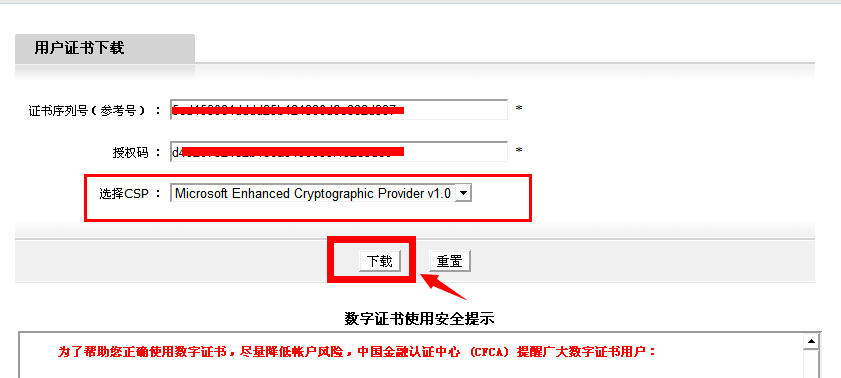 用户证书下载
证书序列号(参考号)： *
授权码： *
选择CSP： Microsoft Enhanced Cryptographic Provider v1.0
下载 重置
数字证书使用安全提示
为了帮助您正确使用数字证书，尽量降低帐户风险，中国金融认证中心（CFCA）提醒广大数字证书用户：